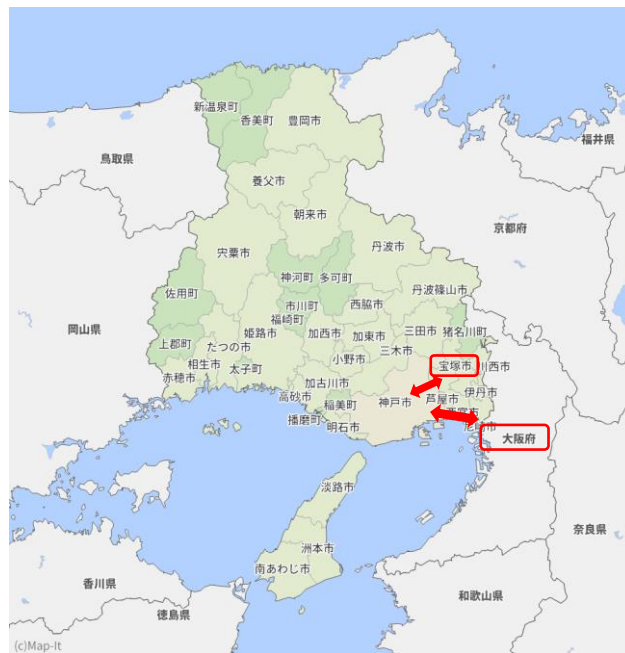 新温泉町
香美町
豊岡市
福井県
鳥取県
養父市
朝来市
京都府
宍粟市
丹波市
佐用町
神河町
多可町
丹波篠山市
市川町
西脇市
岡山県
上郡町
福崎町
姫路市
加西市
加東市
三田市
猪名川町
たつの市
相生市
太子町
小野市
三木市
宝塚市
川西市
赤穂市
加古川市
高砂市
稲美町
神戸市
芦屋市
伊丹市
西宮市
播磨町
明石市
尼崎市
大阪府
淡路市
奈良県
洲本市
南あわじ市
香川県
和歌山県
徳島県
(c)Map-It